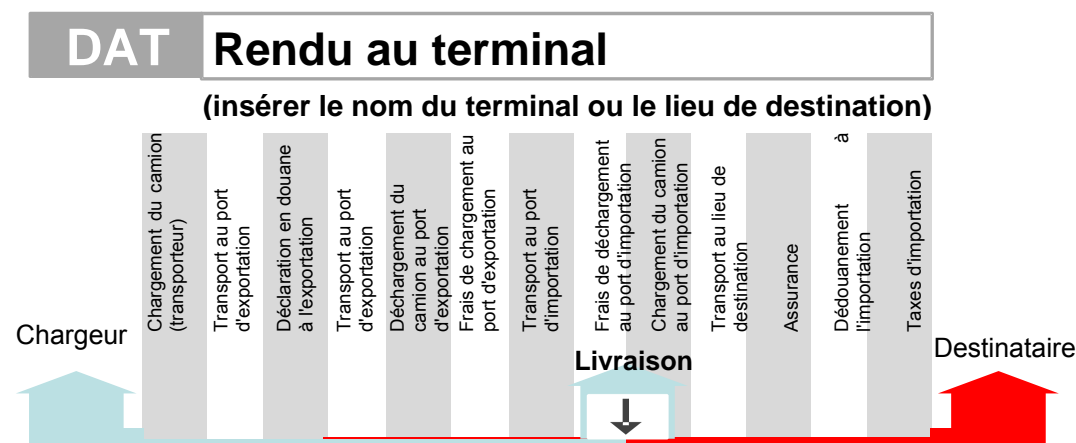 DAT Rendu au terminal
(insérer le nom du terminal ou le lieu de destination)
Chargement du camion
(transporteur)
Transport au port
d'exportation
Déclaration en douane
à l'exportation
Transport au port
d'exportation
Déchargement du
camion au port
d'exportation
Frais de chargement au
port d'exportation
Transport au port
d'importation
Frais de déchargement
au port d'importation
Chargement du camion
au port d'importation
Transport au lieu de
destination
Assurance
Dédouanement à
l'importation
Taxes d'importation
Chargeur
Livraison
Destinataire